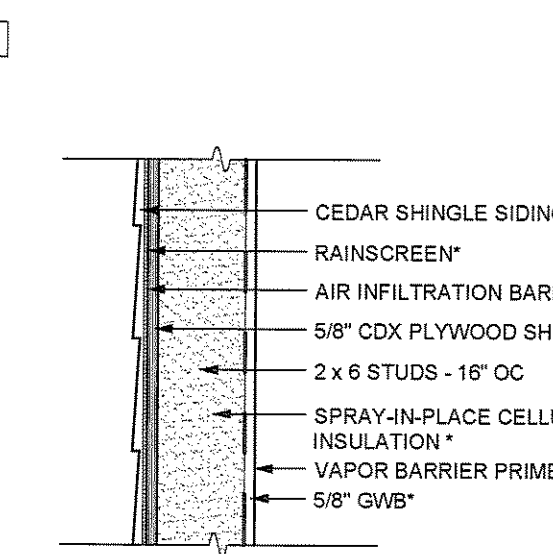 CEDAR SHINGLE SIDING
RAINSCREEN*
AIR INFILTRATION BAR
5/8" CDX PLYWOOD SH
2 x 6 STUDS - 16" OC
SPRAY-IN-PLACE CELLU
INSULATION *
VAPOR BARRIER PRIME
5/8" GWB*